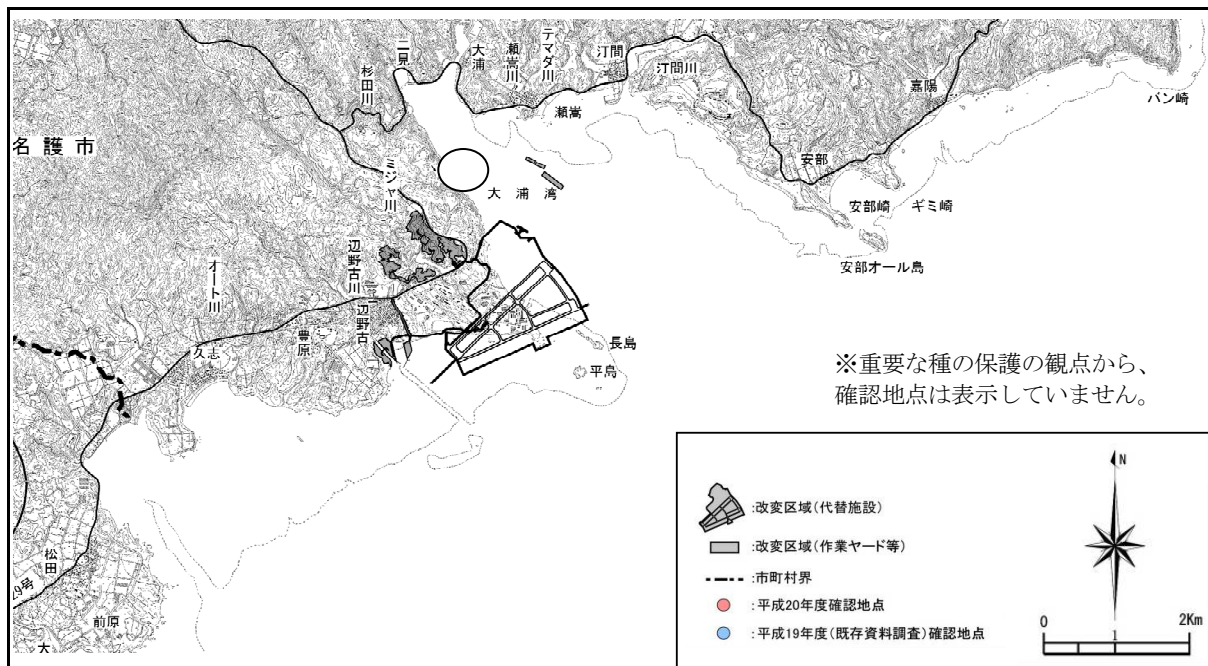 二見
杉田川
大浦
瀬嵩川
テマダ川
汀間
汀間川
嘉陽
バン崎
瀬嵩
名護市
ミジャ川
大浦湾
安部
安部崎
ギミ崎
安部オール島
辺野古川
オート川
辺野古
豊原
久志
長島
平島
※重要な種の保護の観点から、
確認地点は表示していません。
松田
29号
前原
大
N
:改変区域(代替施設)
:改変区域(作業ヤード等)
:市町村界
:平成20年度確認地点
:平成19年度(既存資料調査)確認地点
0 1 2Km